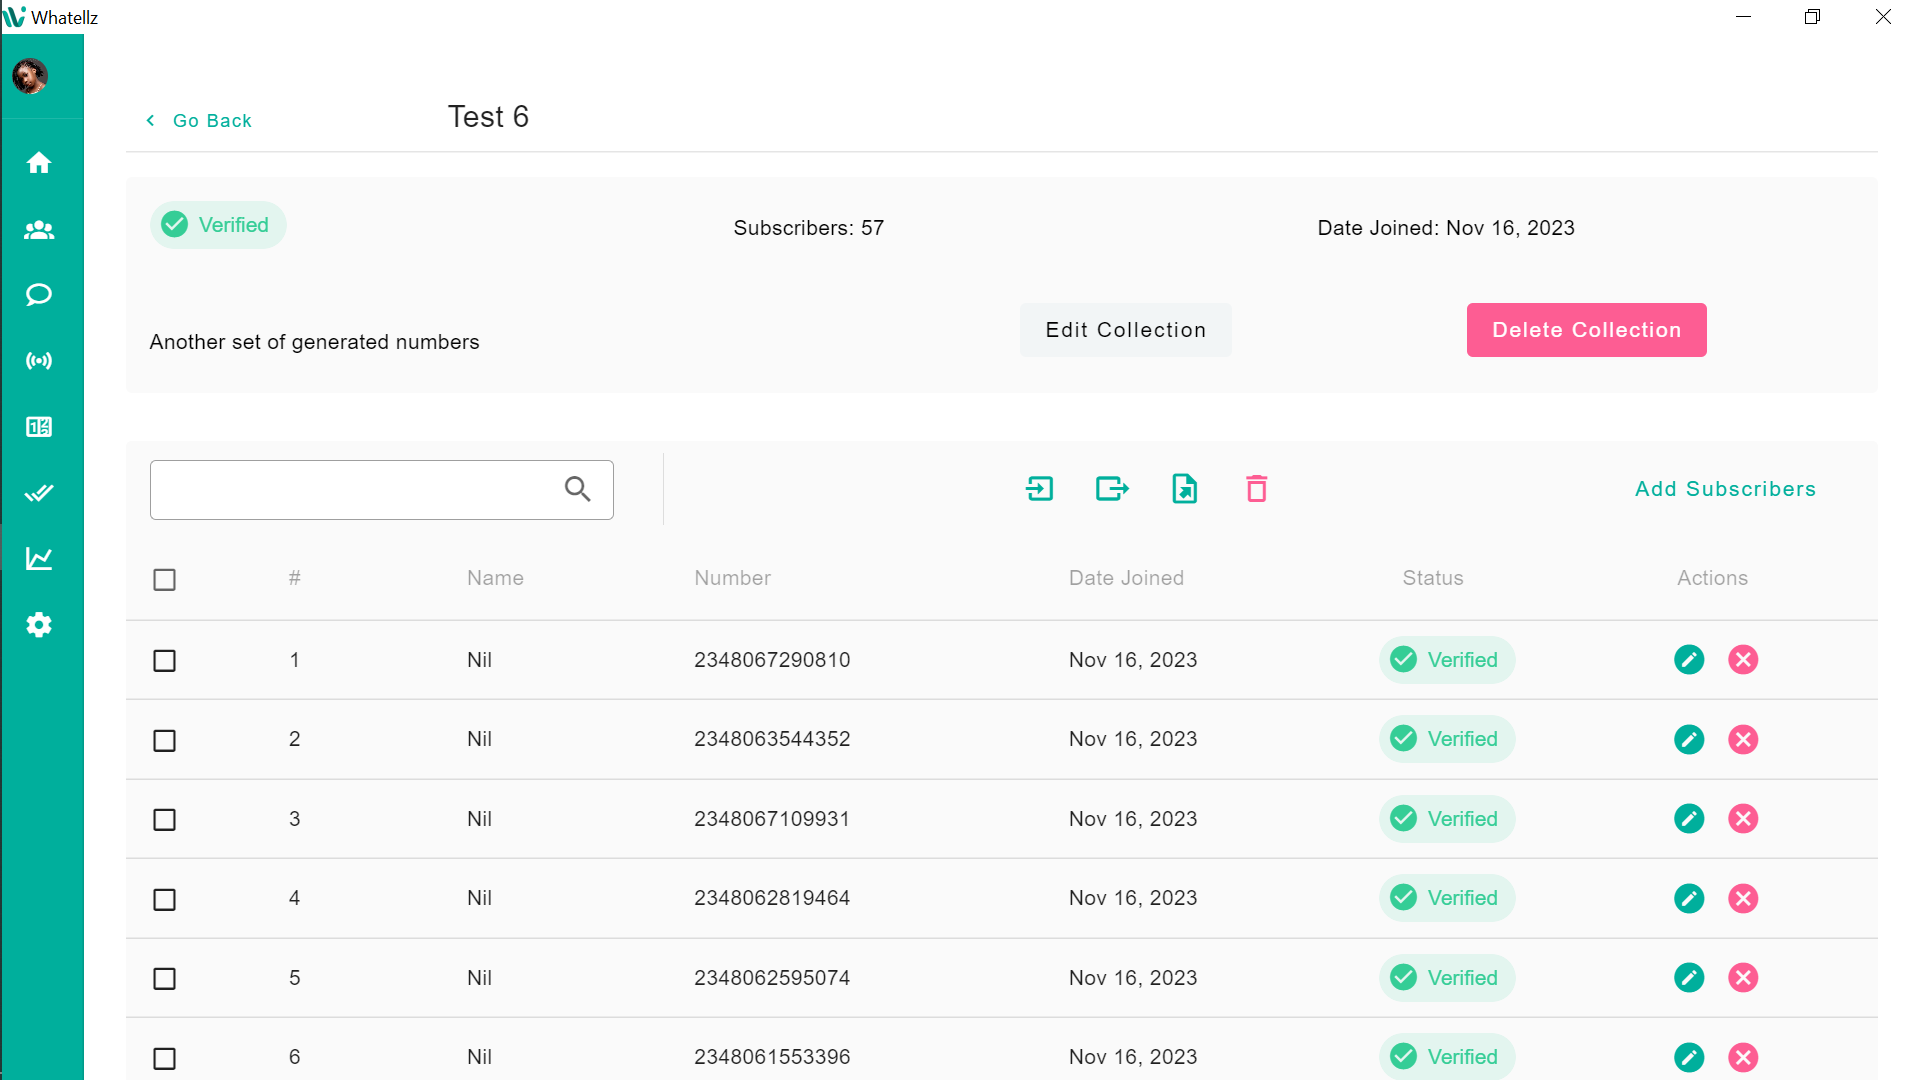 Whatellz
Go Back
Test 6
Verified
Subscribers: 57
Date Joined: Nov 16, 2023
Another set of generated numbers
Edit Collection
Delete Collection
Add Subscribers
# Name Number Date Joined Status Actions
1 Nil 2348067290810 Nov 16, 2023 Verified
2 Nil 2348063544352 Nov 16, 2023 Verified
3 Nil 2348067109931 Nov 16, 2023 Verified
4 Nil 2348062819464 Nov 16, 2023 Verified
5 Nil 2348062595074 Nov 16, 2023 Verified
6 Nil 2348061553396 Nov 16, 2023 Verified